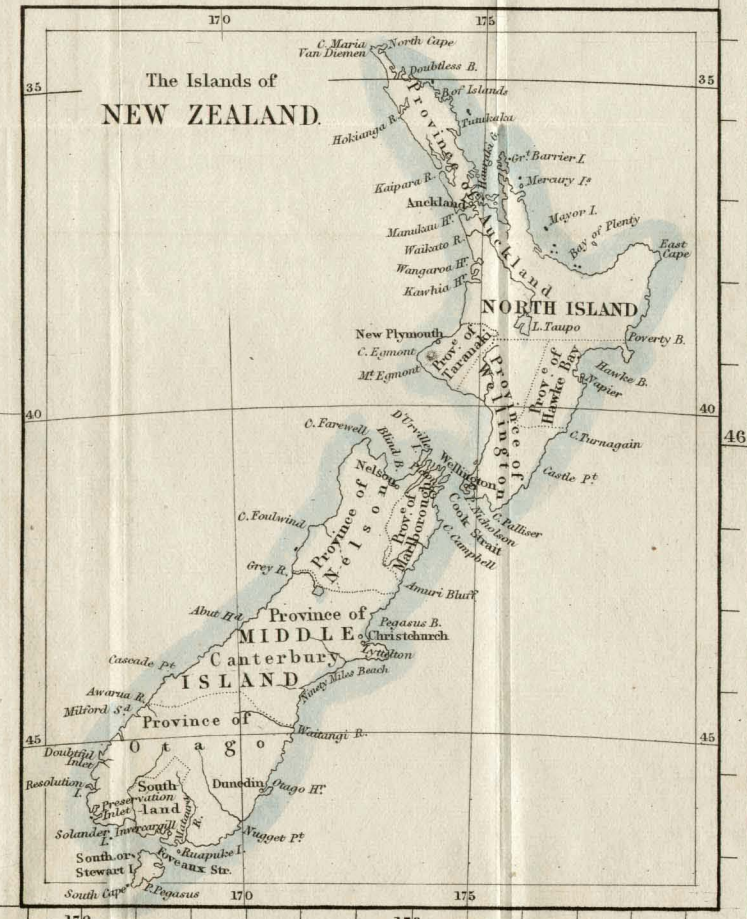 170
175
C. Maria
Van Diemen
North Cape
Doubtless B.
35
35
The Islands of
NEW ZEALAND.
B. of Islands
Tutukaka
Hokianga R.
Province of Auckland
Hauraki G.
Grt. Barrier I.
Mercury Is
Kaipara R.
Auckland
Mayor I.
Manukau Hr.
Bay of Plenty
Waikato R.
East
Cape
Wangaroa Hr.
Kawhia Hr.
NORTH ISLAND
L. Taupo
New Plymouth
Prov. of
Taranaki
Poverty B.
C. Egmont
Mt. Egmont
Province of
Wellington
Prov. of
Hawke Bay
Hawke B.
Napier
40
40
46
C. Farewell
D'Urville
I.
Blind B.
C. Turnagain
Nelson
Wellington
Castle Pt.
P. Nicholson
C. Palliser
Cook Strait
C. Campbell
Province of
Nelson
Prov. of
Marlborough
C. Foulwind
Grey R.
Amuri Bluff
Abut Hd.
Province of
MIDDLE
Pegasus B.
Christchurch
Canterbury
Lyttelton
Cascade Pt.
ISLAND
Ninety Miles Beach
Awarua R.
Milford Sd.
Province of
Waitangi R.
45
45
Otago
Doubtful
Inlet
Resolution
I.
South
-land
Dunedin
Otago Hr.
Preservation
Inlet
Mataura
R.
Solander
I.
Invercargill
Nugget Pt.
Ruapuke I.
South or
Stewart I.
Foveaux Str.
South Cape
P. Pegasus
170
175